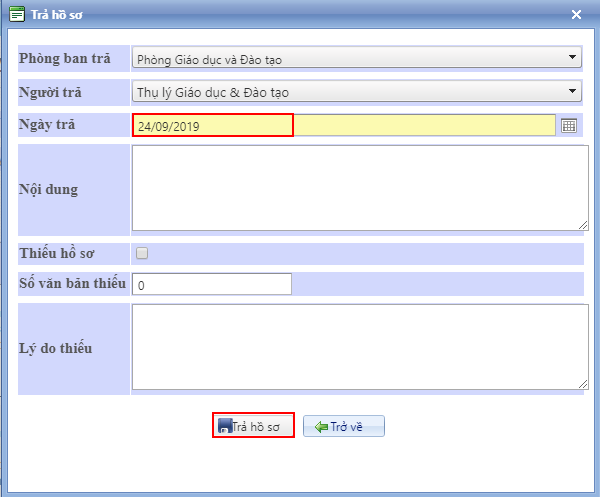 Trả hồ sơ
Phòng ban trả
Phòng Giáo dục và Đào tạo
Người trả
Thụ lý Giáo dục & Đào tạo
Ngày trả
24/09/2019
Nội dung
Thiếu hồ sơ
Số văn bản thiếu
0
Lý do thiếu
Trả hồ sơ
Trở về